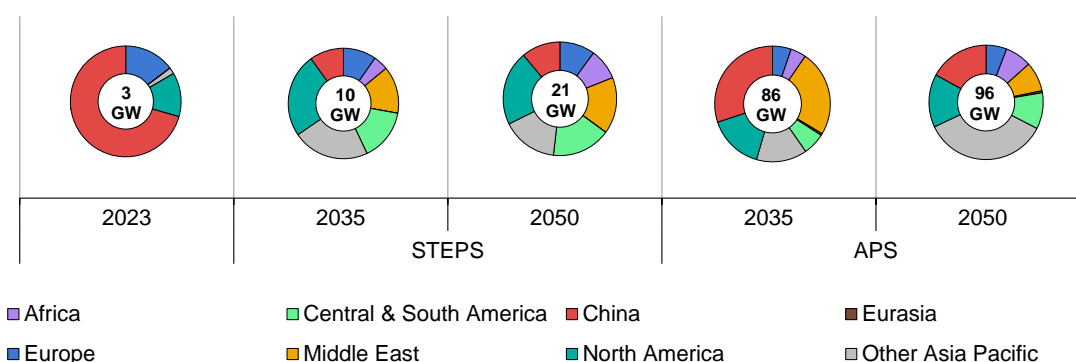 3
GW
10
GW
21
GW
86
GW
96
GW
2023 2035 2050 2035 2050
STEPS APS
Africa Central & South America China Eurasia
Europe Middle East North America Other Asia Pacific